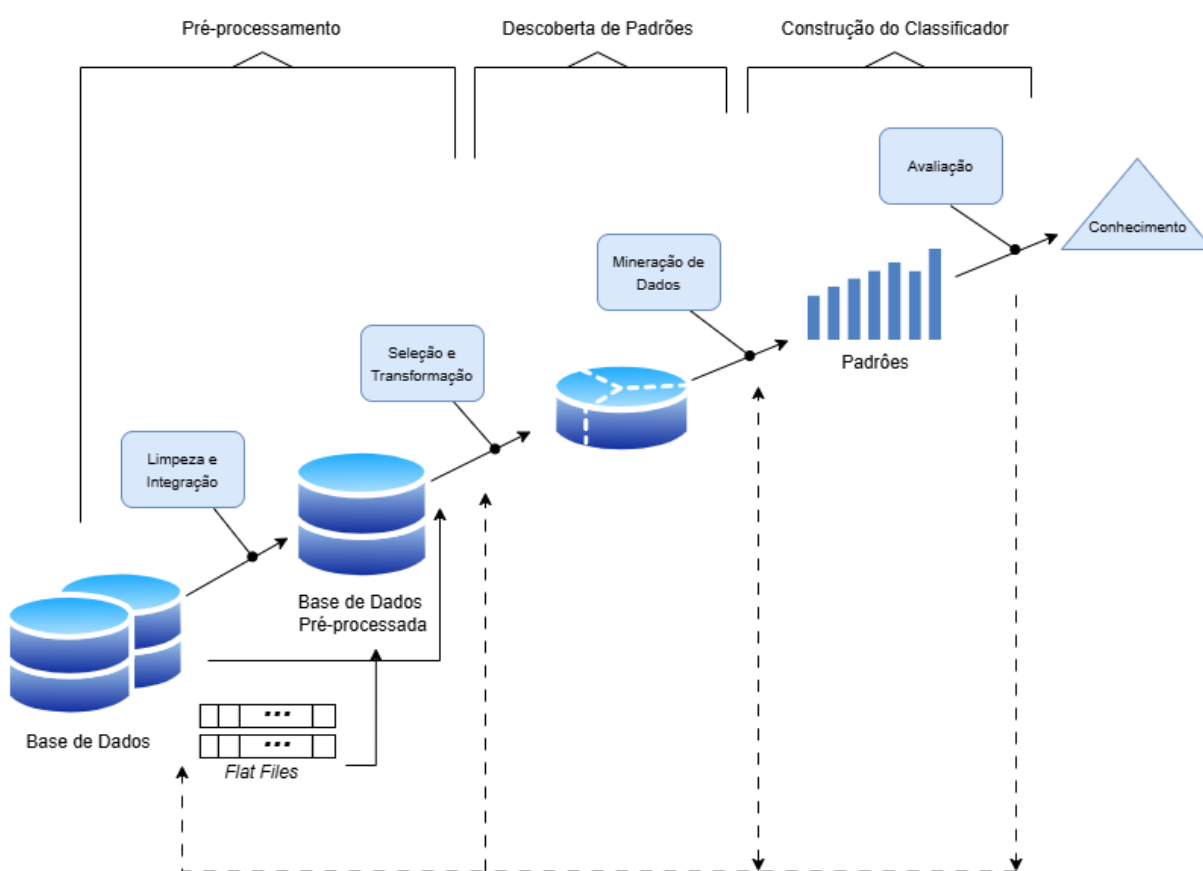 Pré-processamento
Descoberta de Padrões
Construção do Classificador
Avaliação
Conhecimento
Mineração de
Dados
Padrões
Seleção e
Transformação
Limpeza e
Integração
Base de Dados
Pré-processada
Base de Dados
...
...
Flat Files